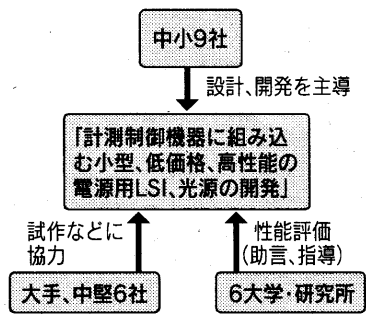 中小9社
設計、開発を主導
「計測制御機器に組み込
む小型、低価格、高性能の
電源用LSI、光源の開発」
試作などに
協力
性能評価
(助言、指導)
大手、中堅6社
6大学・研究所